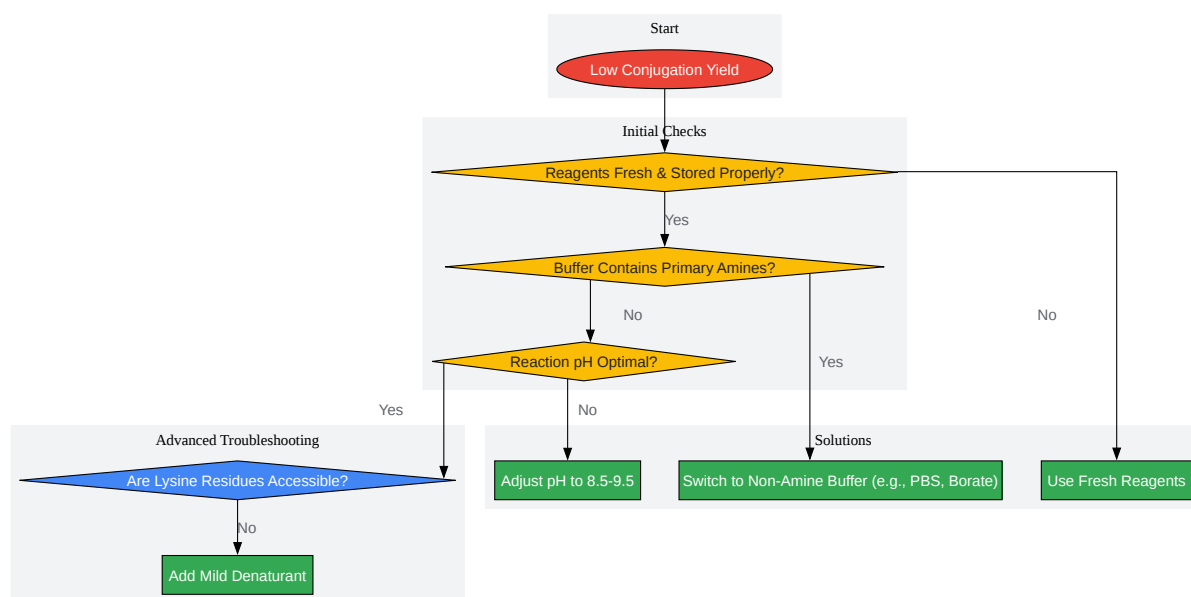 Start
Low Conjugation Yield
Initial Checks
Reagents Fresh & Stored Properly?
Yes
Buffer Contains Primary Amines?
No
No
Reaction pH Optimal?
Yes
Yes
No
Advanced Troubleshooting
Solutions
Are Lysine Residues Accessible?
Adjust pH to 8.5-9.5
Switch to Non-Amine Buffer (e.g., PBS, Borate)
Use Fresh Reagents
No
Add Mild Denaturant